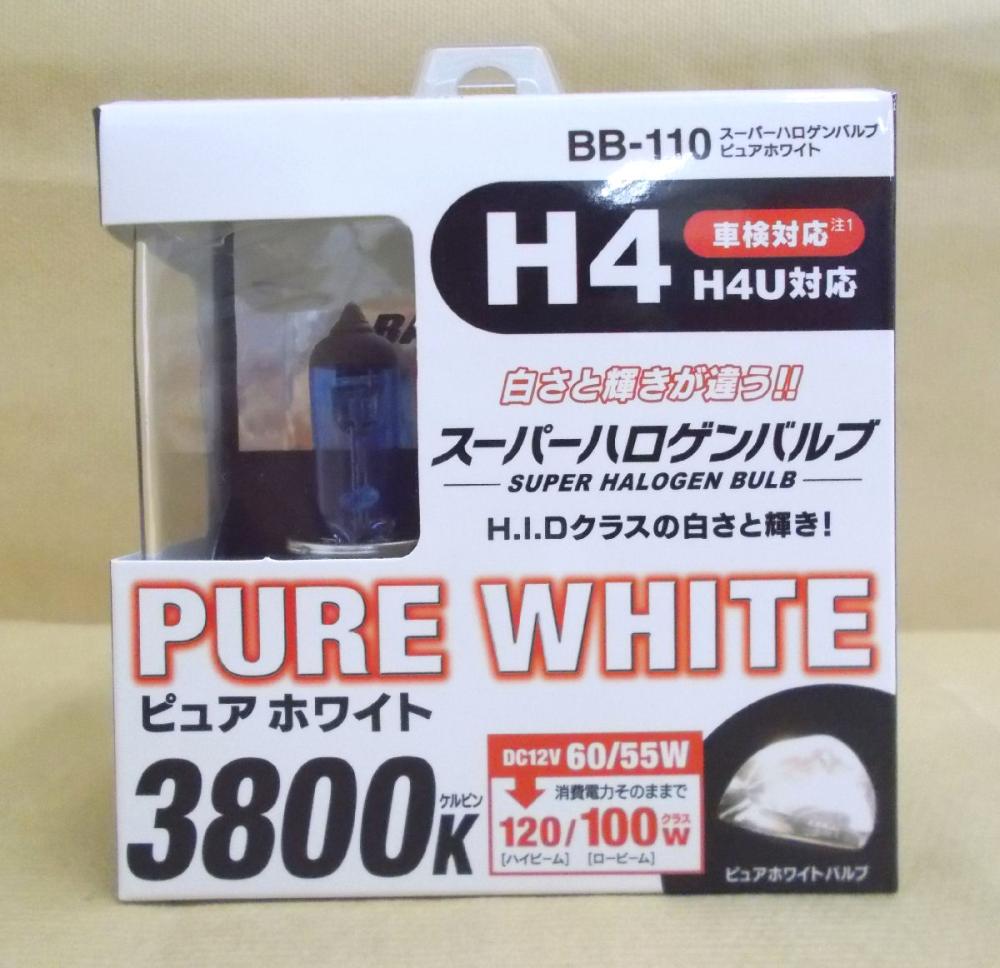 BB-110
スーパーハロゲンバルブ
ピュアホワイト
H4
車検対応注1
H4U対応
白さと輝きが違う!!
スーパーハロゲンバルブ
SUPER HALOGEN BULB
H.I.Dクラスの白さと輝き!
PURE WHITE
ピュア ホワイト
3800K
ケルビン
DC12V 60/55W
消費電力そのままで
120/100Wクラス
[ハイビーム] [ロービーム]
ピュアホワイトバルブ